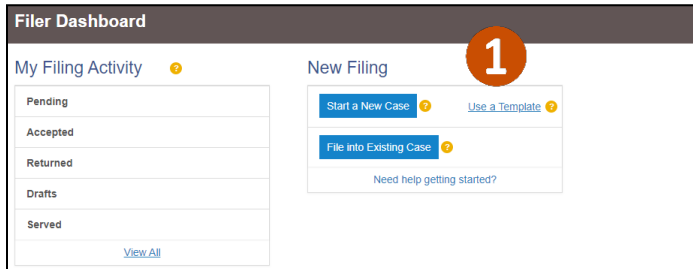 Filer Dashboard
My Filing Activity ?
Pending
Accepted
Returned
Drafts
Served
View All
1
New Filing
Start a New Case ? Use a Template ?
File into Existing Case ?
Need help getting started?